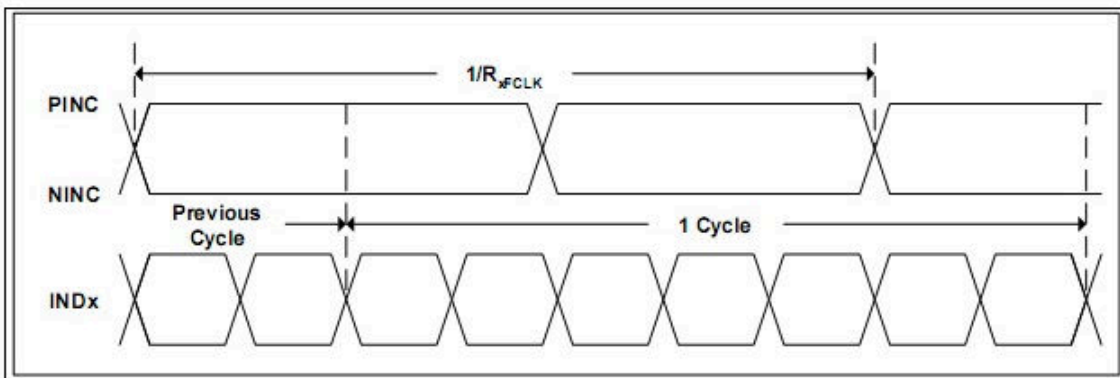 1/RxFCLK
PINC
NINC
Previous
Cycle
1 Cycle
INDx